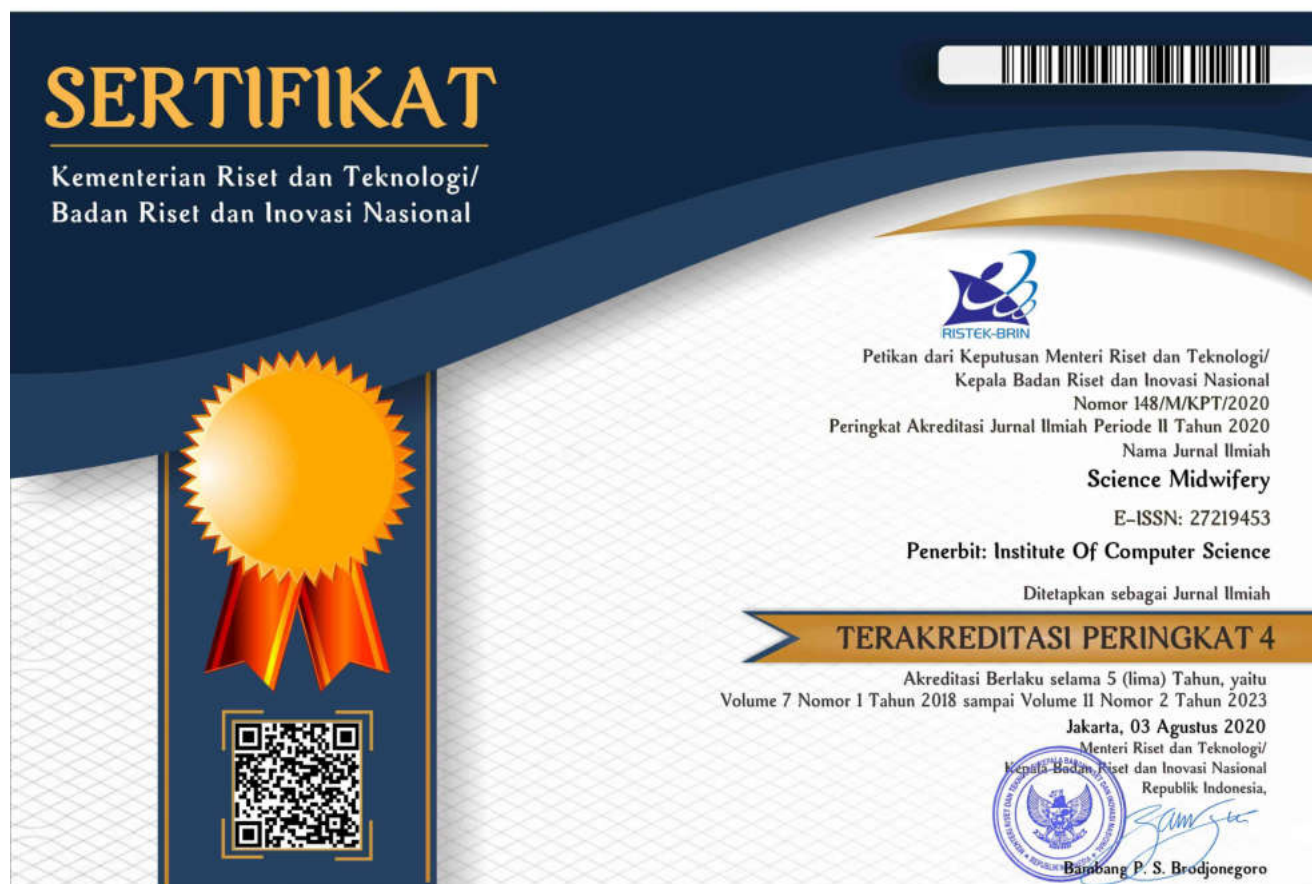 SERTIFIKAT
Kementerian Riset dan Teknologi/
Badan Riset dan Inovasi Nasional
RISTEK-BRIN
Petikan dari Keputusan Menteri Riset dan Teknologi/
Kepala Badan Riset dan Inovasi Nasional
Nomor 148/M/KPT/2020
Peringkat Akreditasi Jurnal Ilmiah Periode II Tahun 2020
Nama Jurnal Ilmiah
Science Midwifery
E-ISSN: 27219453
Penerbit: Institute Of Computer Science
Ditetapkan sebagai Jurnal Ilmiah
TERAKREDITASI PERINGKAT 4
Akreditasi Berlaku selama 5 (lima) Tahun, yaitu
Volume 7 Nomor 1 Tahun 2018 sampai Volume 11 Nomor 2 Tahun 2023
Jakarta, 03 Agustus 2020
Menteri Riset dan Teknologi/
Kepala Badan Riset dan Inovasi Nasional
Republik Indonesia,
Bambang P. S. Brodjonegoro